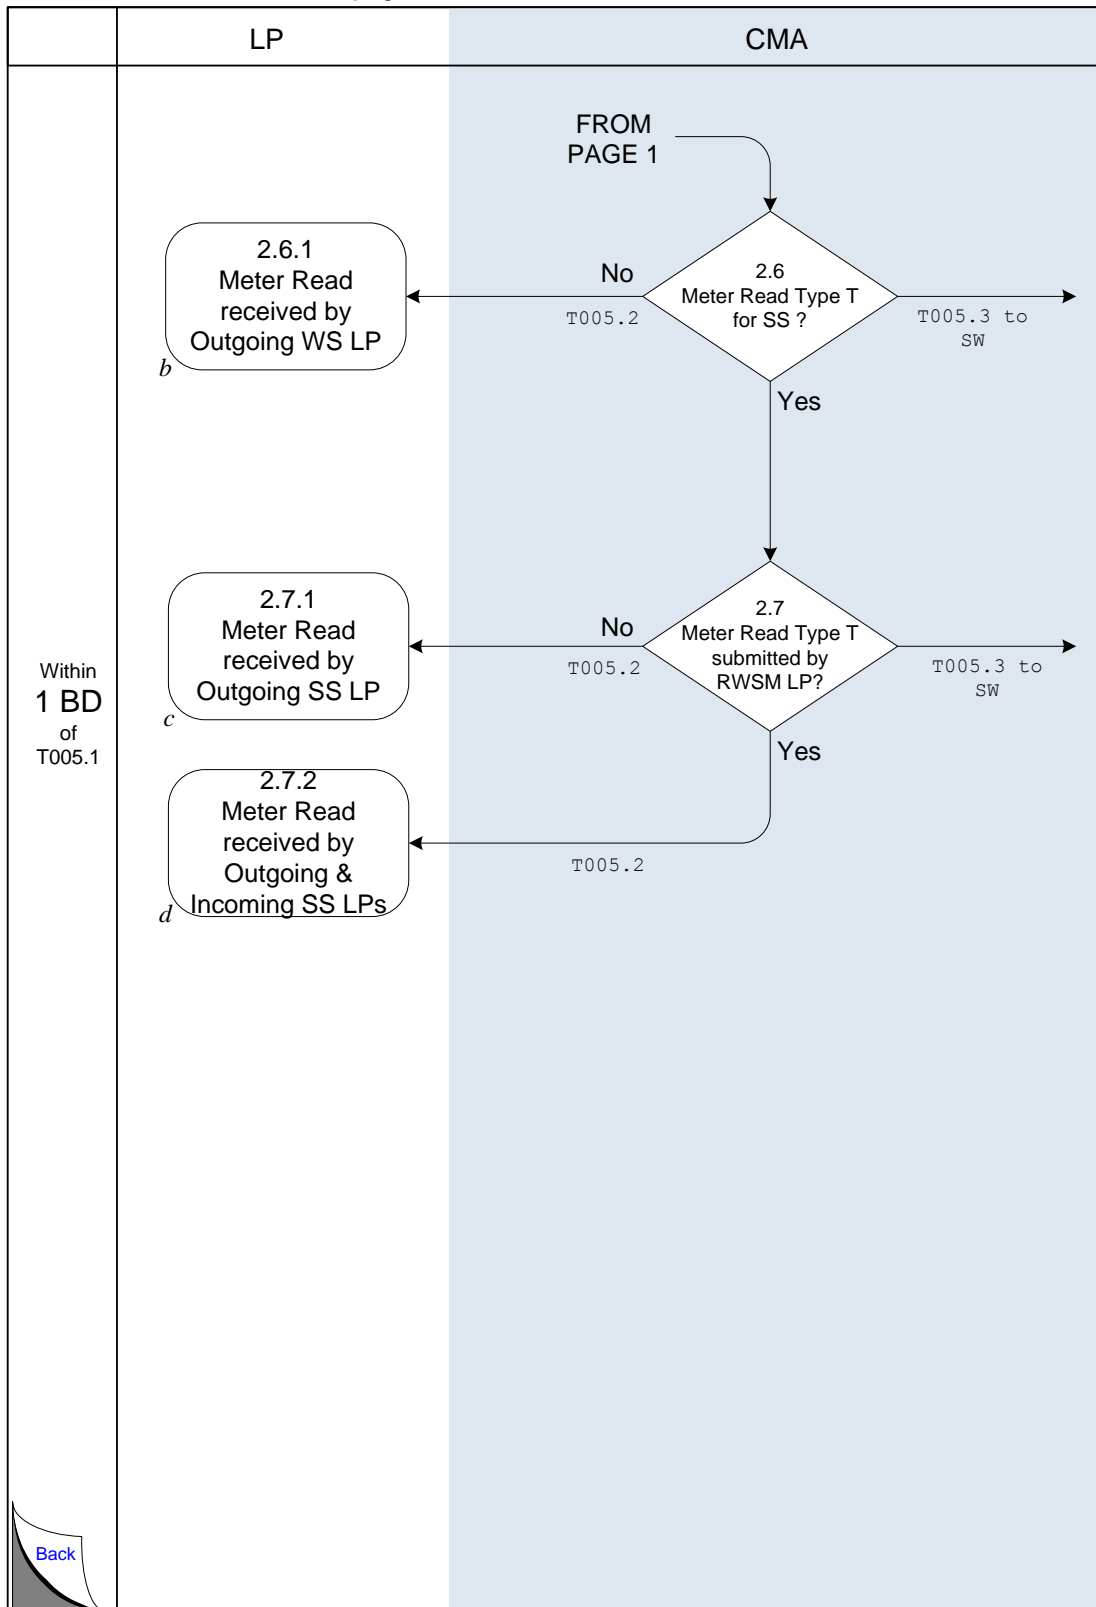 LP
CMA
FROM
PAGE 1
2.6.1
Meter Read
received by
Outgoing WS LP
b
No
T005.2
2.6
Meter Read Type T
for SS ?
T005.3 to
SW
Yes
Within
1 BD
of
T005.1
2.7.1
Meter Read
received by
Outgoing SS LP
c
No
T005.2
2.7
Meter Read Type T
submitted by
RWSM LP?
T005.3 to
SW
Yes
2.7.2
Meter Read
received by
Outgoing &
Incoming SS LPs
d
T005.2
Back